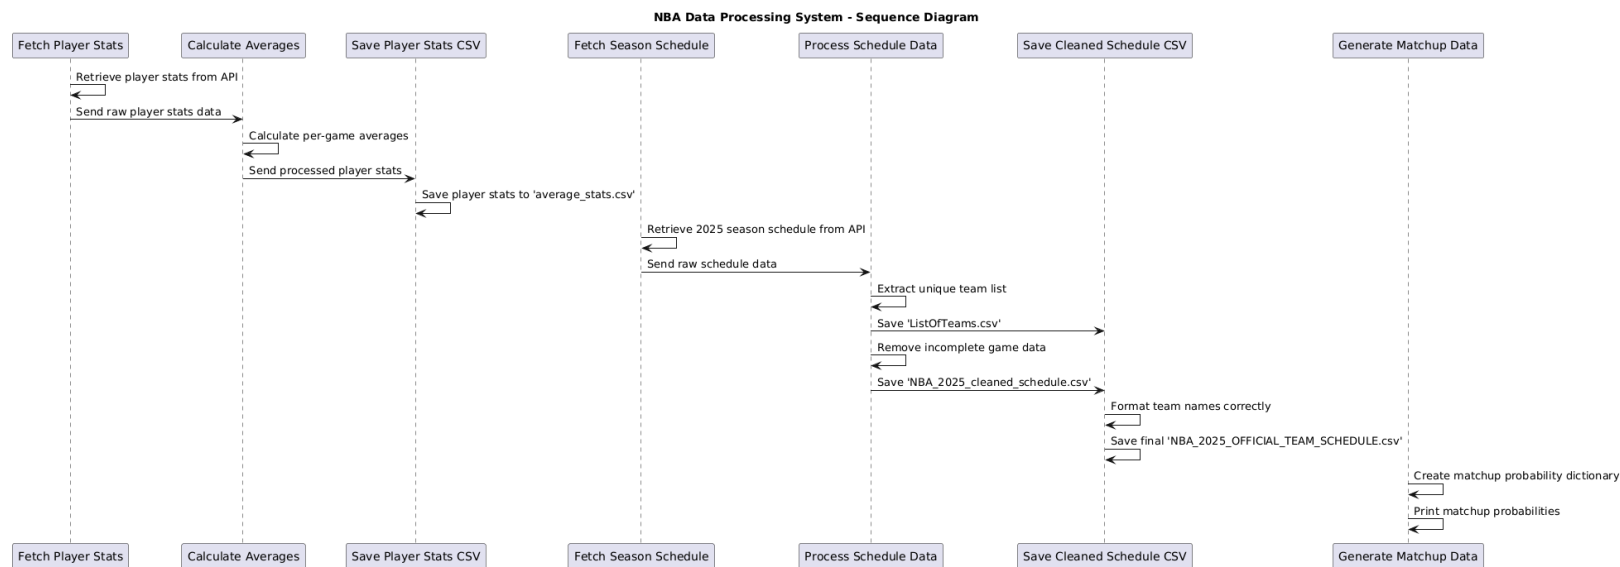 NBA Data Processing System - Sequence Diagram
Fetch Player Stats
Calculate Averages
Save Player Stats CSV
Fetch Season Schedule
Process Schedule Data
Save Cleaned Schedule CSV
Generate Matchup Data
Retrieve player stats from API
Send raw player stats data
Calculate per-game averages
Send processed player stats
Save player stats to 'average_stats.csv'
Retrieve 2025 season schedule from API
Send raw schedule data
Extract unique team list
Save 'ListOfTeams.csv'
Remove incomplete game data
Save 'NBA_2025_cleaned_schedule.csv'
Format team names correctly
Save final 'NBA_2025_OFFICIAL_TEAM_SCHEDULE.csv'
Create matchup probability dictionary
Print matchup probabilities
Fetch Player Stats
Calculate Averages
Save Player Stats CSV
Fetch Season Schedule
Process Schedule Data
Save Cleaned Schedule CSV
Generate Matchup Data